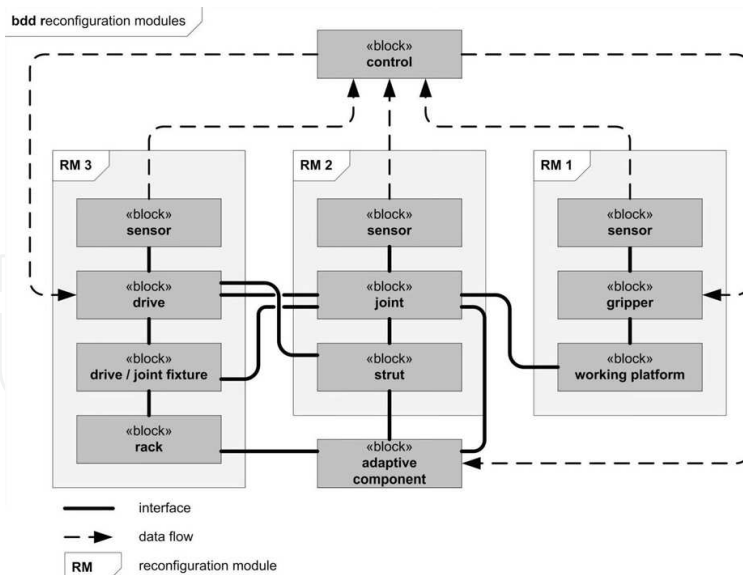 bdd reconfiguration modules
«block»
control
RM 3
«block»
sensor
«block»
drive
«block»
drive / joint fixture
«block»
rack
RM 2
«block»
sensor
«block»
joint
«block»
strut
«block»
adaptive
component
RM 1
«block»
sensor
«block»
gripper
«block»
working platform
interface
data flow
RM reconfiguration module